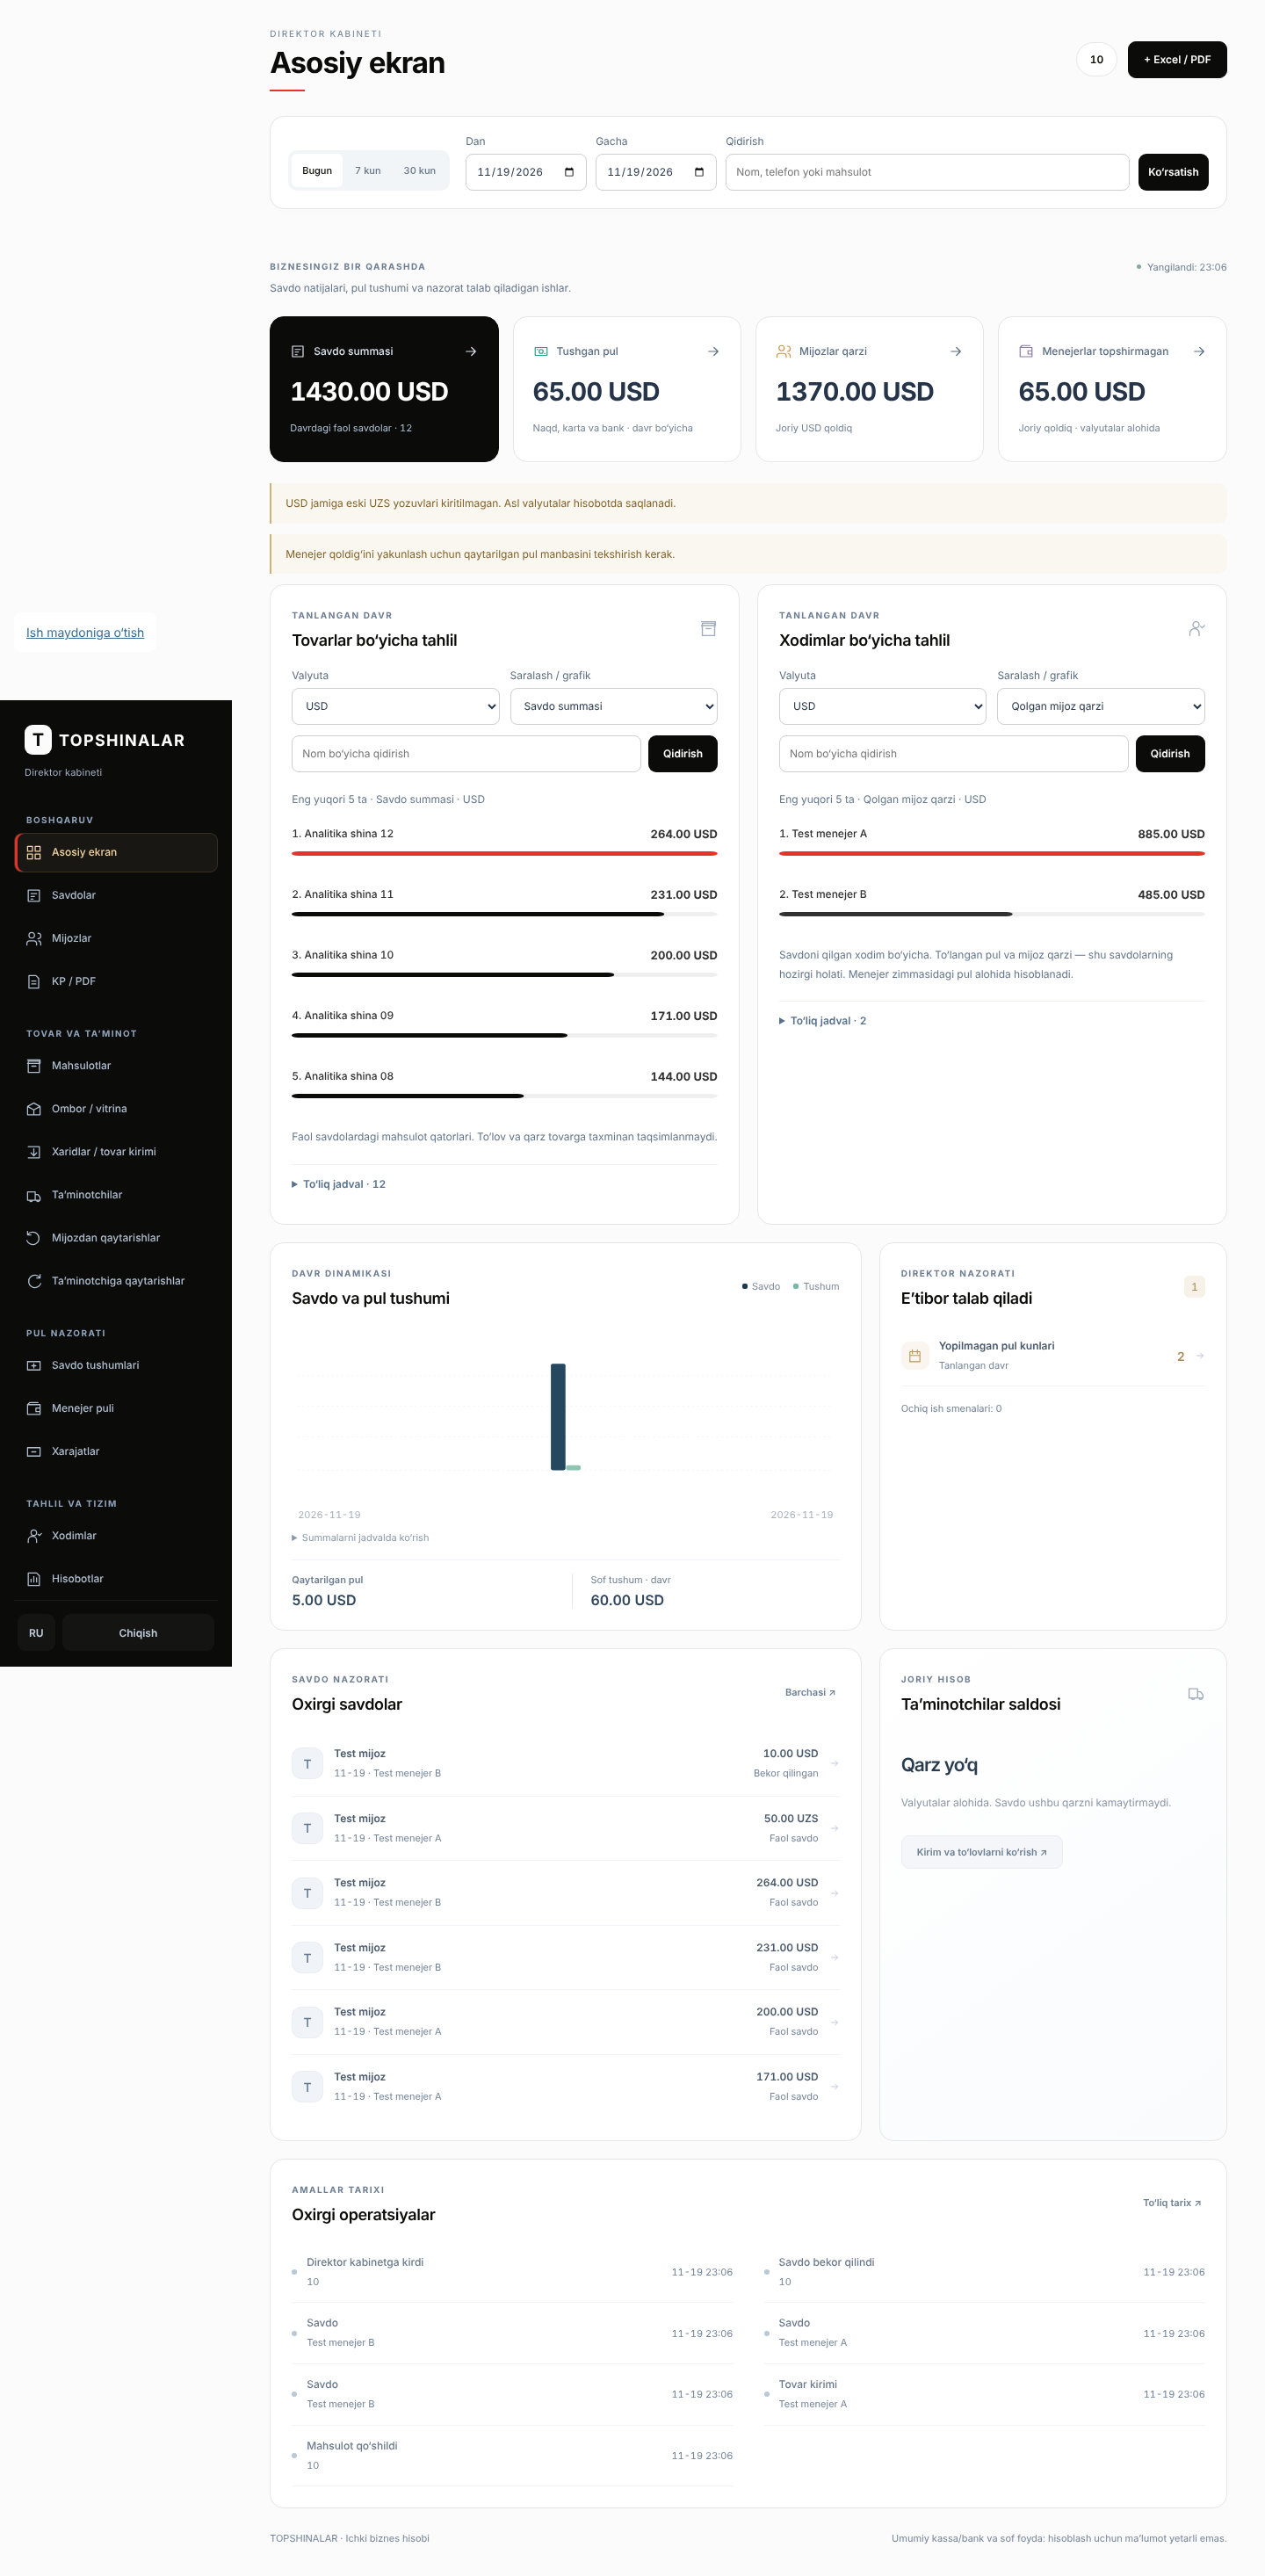 DIREKTOR KABINETI
Asosiy ekran
10
+ Excel / PDF
Bugun
7 kun
30 kun
Dan
11/19/2026
Gacha
11/19/2026
Qidirish
Nom, telefon yoki mahsulot
Ko‘rsatish
BIZNESINGIZ BIR QARASHDA
Savdo natijalari, pul tushumi va nazorat talab qiladigan ishlar.
Yangilandi: 23:06
Savdo summasi
1430.00 USD
Davrdagi faol savdolar · 12
Tushgan pul
65.00 USD
Naqd, karta va bank · davr bo‘yicha
Mijozlar qarzi
1370.00 USD
Joriy USD qoldiq
Menejerlar topshirmagan
65.00 USD
Joriy qoldiq · valyutalar alohida
USD jamiga eski UZS yozuvlari kiritilmagan. Asl valyutalar hisobotda saqlanadi.
Menejer qoldig‘ini yakunlash uchun qaytarilgan pul manbasini tekshirish kerak.
Ish maydoniga o‘tish
T TOPSHINALAR
Direktor kabineti
BOSHQARUV
Asosiy ekran
Savdolar
Mijozlar
KP / PDF
TOVAR VA TA’MINOT
Mahsulotlar
Ombor / vitrina
Xaridlar / tovar kirimi
Ta’minotchilar
Mijozdan qaytarishlar
Ta’minotchiga qaytarishlar
PUL NAZORATI
Savdo tushumlari
Menejer puli
Xarajatlar
TAHLIL VA TIZIM
Xodimlar
Hisobotlar
RU
Chiqish
TANLANGAN DAVR
Tovarlar bo‘yicha tahlil
Valyuta
USD
Saralash / grafik
Savdo summasi
Nom bo‘yicha qidirish
Qidirish
Eng yuqori 5 ta · Savdo summasi · USD
1. Analitika shina 12
264.00 USD
2. Analitika shina 11
231.00 USD
3. Analitika shina 10
200.00 USD
4. Analitika shina 09
171.00 USD
5. Analitika shina 08
144.00 USD
Faol savdolardagi mahsulot qatorlari. To‘lov va qarz tovarga taxminan taqsimlanmaydi.
To‘liq jadval · 12
TANLANGAN DAVR
Xodimlar bo‘yicha tahlil
Valyuta
USD
Saralash / grafik
Qolgan mijoz qarzi
Nom bo‘yicha qidirish
Qidirish
Eng yuqori 5 ta · Qolgan mijoz qarzi · USD
1. Test menejer A
885.00 USD
2. Test menejer B
485.00 USD
Savdoni qilgan xodim bo‘yicha. To‘langan pul va mijoz qarzi — shu savdolarning
hozirgi holati. Menejer zimmasidagi pul alohida hisoblanadi.
To‘liq jadval · 2
DAVR DINAMIKASI
Savdo va pul tushumi
Savdo
Tushum
2026-11-19
2026-11-19
Summalarni jadvalda ko‘rish
Qaytarilgan pul
5.00 USD
Sof tushum · davr
60.00 USD
DIREKTOR NAZORATI
E’tibor talab qiladi
1
Yopilmagan pul kunlari
Tanlangan davr
2
Ochiq ish smenalari: 0
SAVDO NAZORATI
Oxirgi savdolar
Barchasi
T
Test mijoz
11-19 · Test menejer B
10.00 USD
Bekor qilingan
T
Test mijoz
11-19 · Test menejer A
50.00 UZS
Faol savdo
T
Test mijoz
11-19 · Test menejer B
264.00 USD
Faol savdo
T
Test mijoz
11-19 · Test menejer B
231.00 USD
Faol savdo
T
Test mijoz
11-19 · Test menejer A
200.00 USD
Faol savdo
T
Test mijoz
11-19 · Test menejer A
171.00 USD
Faol savdo
JORIY HISOB
Ta’minotchilar saldosi
Qarz yo‘q
Valyutalar alohida. Savdo ushbu qarzni kamaytirmaydi.
Kirim va to‘lovlarni ko‘rish
AMALLAR TARIXI
Oxirgi operatsiyalar
To‘liq tarix
Direktor kabinetga kirdi
10
11-19 23:06
Savdo bekor qilindi
10
11-19 23:06
Savdo
Test menejer B
11-19 23:06
Savdo
Test menejer A
11-19 23:06
Savdo
Test menejer B
11-19 23:06
Tovar kirimi
Test menejer A
11-19 23:06
Mahsulot qo‘shildi
10
11-19 23:06
TOPSHINALAR · Ichki biznes hisobi
Umumiy kassa/bank va sof foyda: hisoblash uchun ma’lumot yetarli emas.